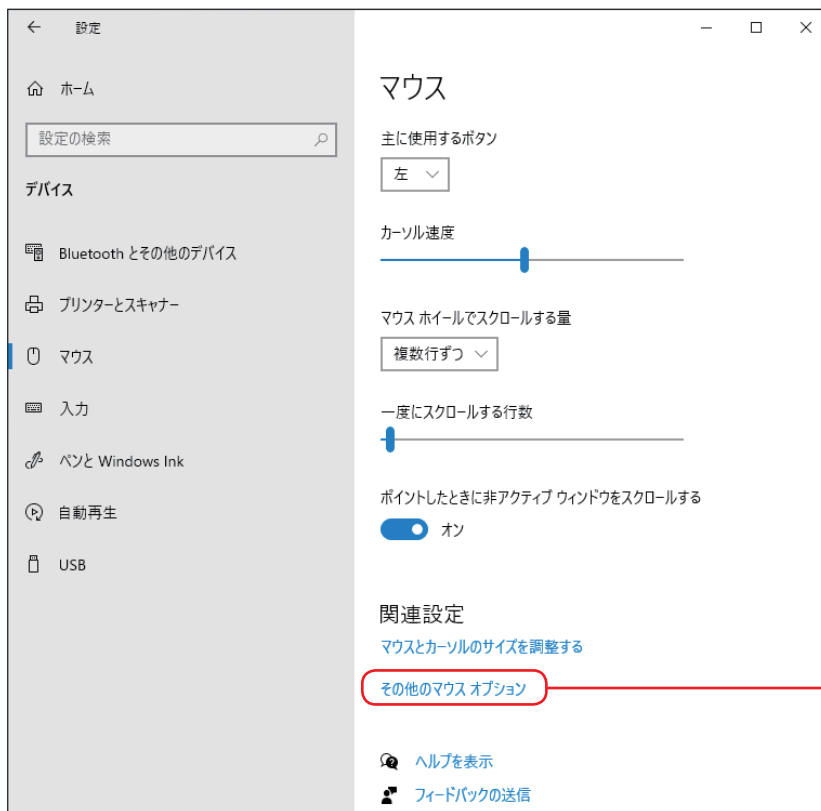 設定
ホーム
設定の検索
デバイス
Bluetooth とその他のデバイス
プリンターとスキャナー
マウス
入力
ペンと Windows Ink
自動再生
USB
マウス
主に使用するボタン
左
カーソル速度
マウス ホイールでスクロールする量
複数行ずつ
一度にスクロールする行数
ポイントしたときに非アクティブ ウィンドウをスクロールする
オン
関連設定
マウスとカーソルのサイズを調整する
その他のマウス オプション
ヘルプを表示
フィードバックの送信